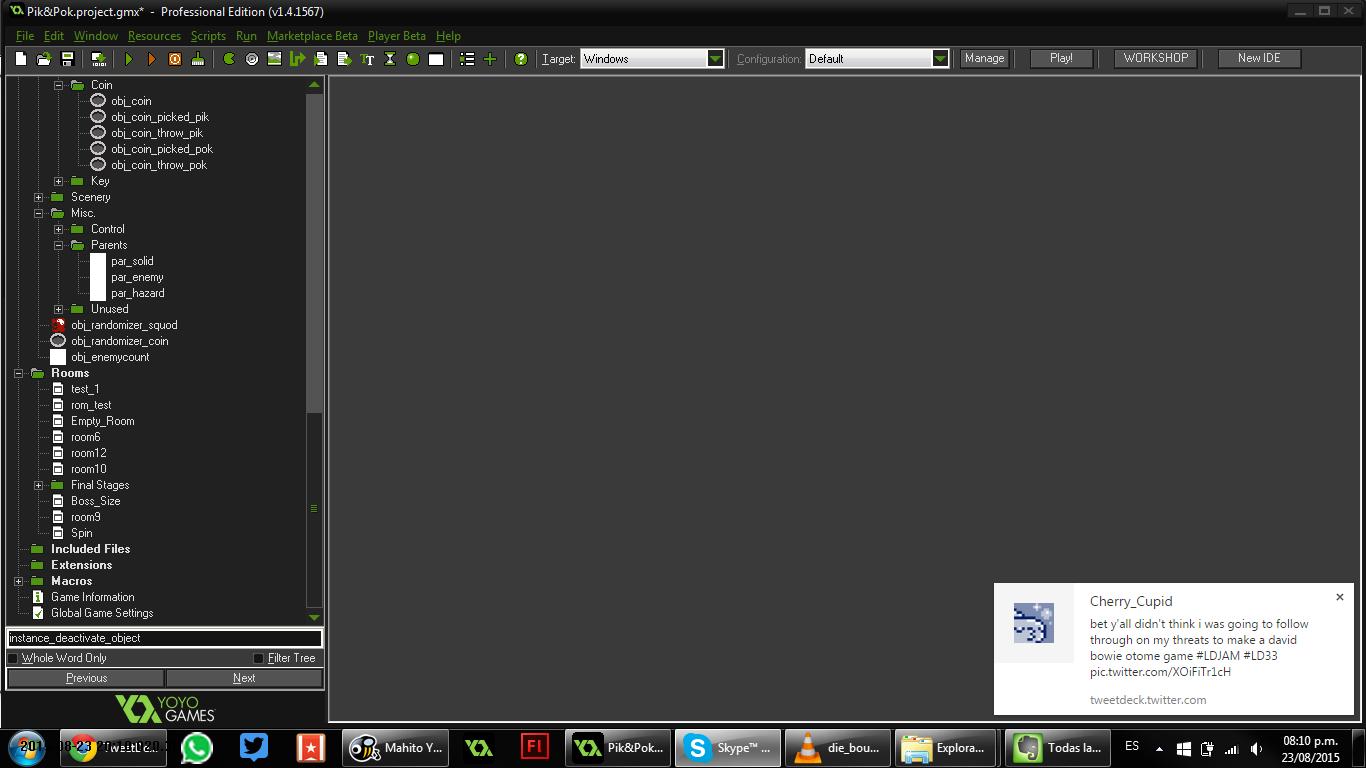 Pik&Pok.project.gmx* - Professional Edition (v1.4.1567)
File Edit Window Resources Scripts Run Marketplace Beta Player Beta Help
Target: Windows Configuration: Default Manage Play! WORKSHOP New IDE
Coin
obj_coin
obj_coin_picked_pik
obj_coin_throw_pik
obj_coin_picked_pok
obj_coin_throw_pok
Key
Scenery
Misc.
Control
Parents
par_solid
par_enemy
par_hazard
Unused
obj_randomizer_squod
obj_randomizer_coin
obj_enemycount
Rooms
test_1
rom_test
Empty_Room
room6
room12
room10
Final Stages
Boss_Size
room9
Spin
Included Files
Extensions
Macros
Game Information
Global Game Settings
instance_deactivate_object
Whole Word Only Filter Tree
Previous Next
YOYO
GAMES
Cherry_Cupid
bet y'all didn't think i was going to follow
through on my threats to make a david
bowie otome game #LDJAM #LD33
pic.twitter.com/XOiFiTr1cH
tweetdeck.twitter.com
Mahito Y... Fl Pik&Pok... Skype™ ... die_bou... Explora... Todas la... ES
08:10 p.m.
23/08/2015